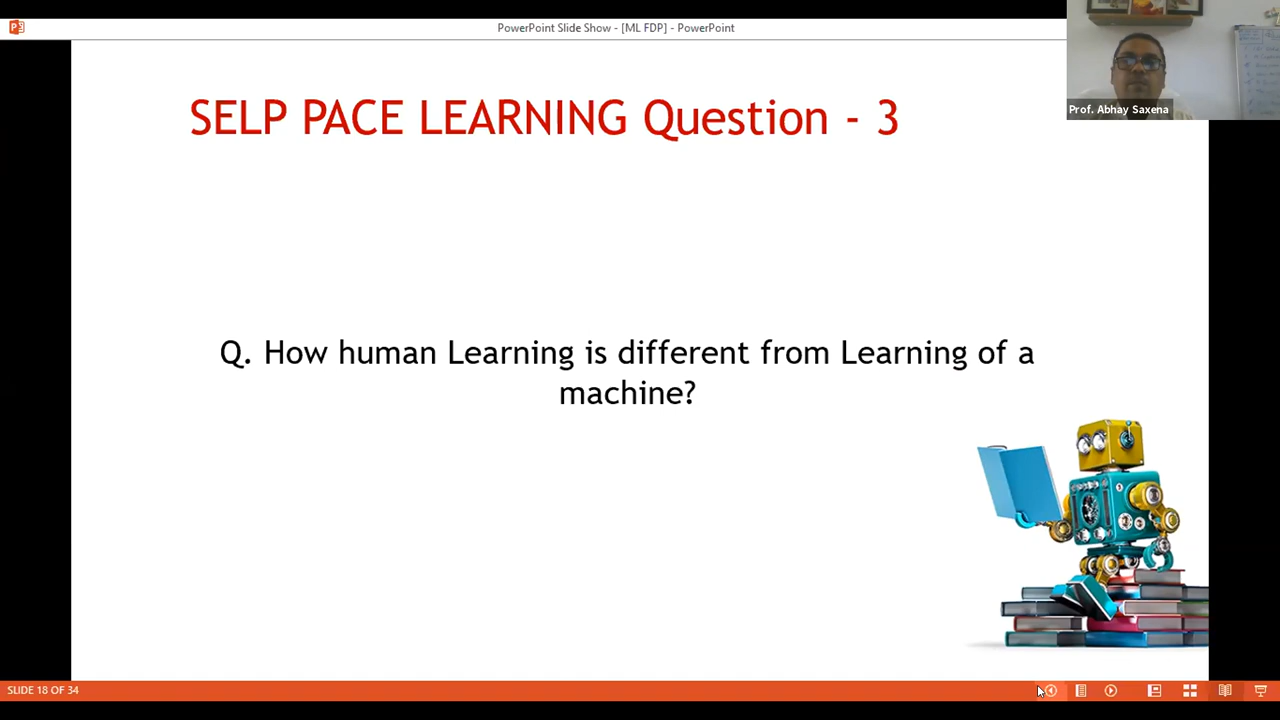 PowerPoint Slide Show - [ML FDP] - PowerPoint
Prof. Abhay Saxena
SELP PACE LEARNING Question - 3
Q. How human Learning is different from Learning of a
machine?
SLIDE 18 OF 34